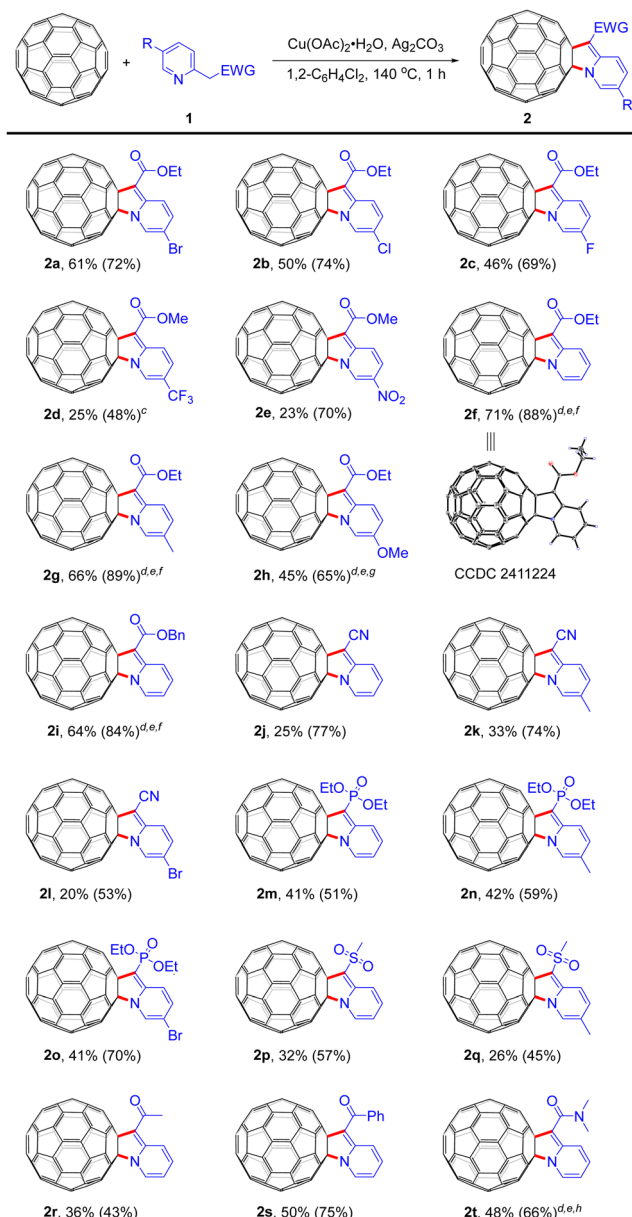 R
EWG
+
N
EWG
Cu(OAc)2•H2O, Ag2CO3
1,2-C6H4Cl2, 140 °C, 1 h
N
R
1
2
O
OEt
N
Br
2a, 61% (72%)
O
OEt
N
Cl
2b, 50% (74%)
O
OEt
N
F
2c, 46% (69%)
O
OMe
N
CF3
2d, 25% (48%)c
O
OMe
N
NO2
2e, 23% (70%)
O
OEt
N
2f, 71% (88%)d,e,f
O
OEt
N
2g, 66% (89%)d,e,f
O
OEt
N
OMe
2h, 45% (65%)d,e,g
CCDC 2411224
O
OBn
N
2i, 64% (84%)d,e,f
CN
N
2j, 25% (77%)
CN
N
2k, 33% (74%)
CN
N
Br
2l, 20% (53%)
EtO
P
O
OEt
N
2m, 41% (51%)
EtO
P
O
OEt
N
2n, 42% (59%)
EtO
P
O
OEt
N
Br
2o, 41% (70%)
O
S
O
N
2p, 32% (57%)
O
S
O
N
2q, 26% (45%)
O
N
2r, 36% (43%)
O
Ph
N
2s, 50% (75%)
O
N
N
2t, 48% (66%)d,e,h